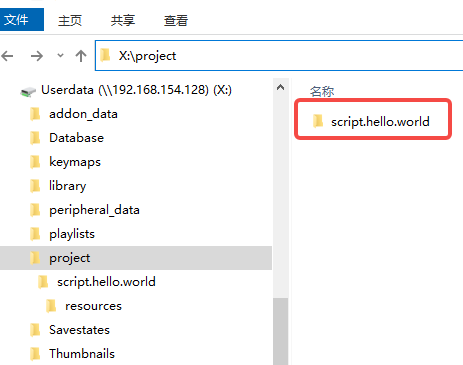 文件 主页 共享 查看
X:\project
Userdata (\\192.168.154.128) (X:)
addon_data
Database
keymaps
library
peripheral_data
playlists
project
script.hello.world
resources
Savestates
Thumbnails
名称
script.hello.world